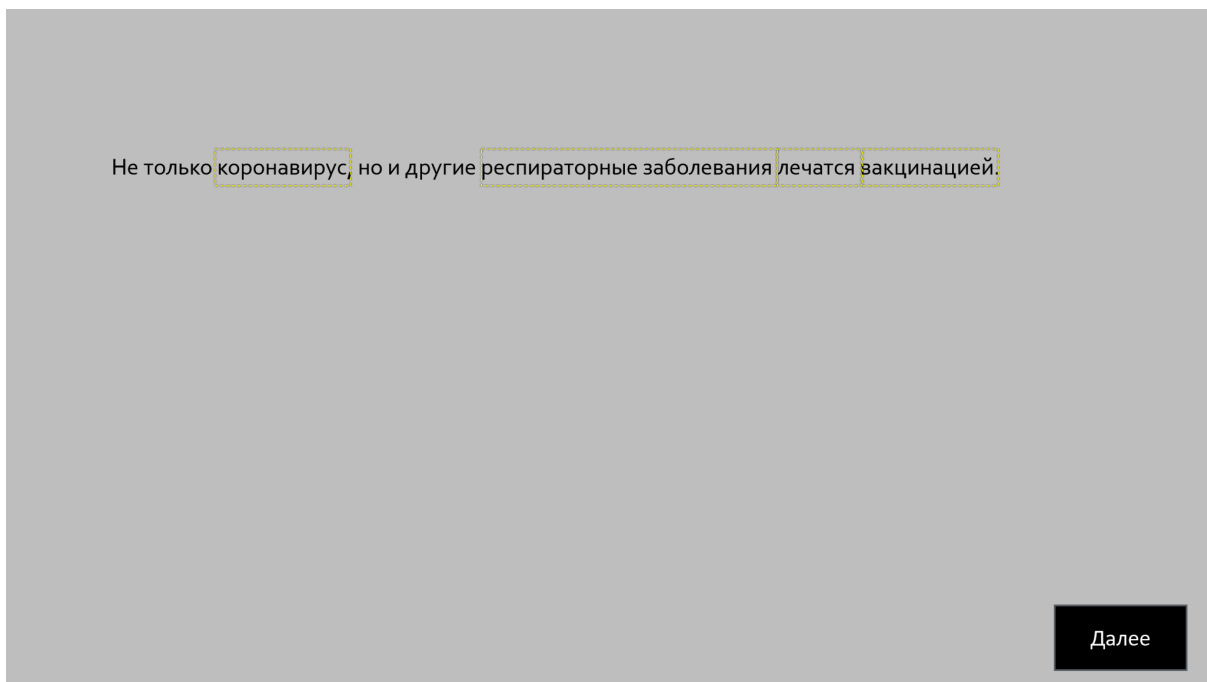 Не только коронавирус, но и другие респираторные заболевания лечатся вакцинацией.
Далее